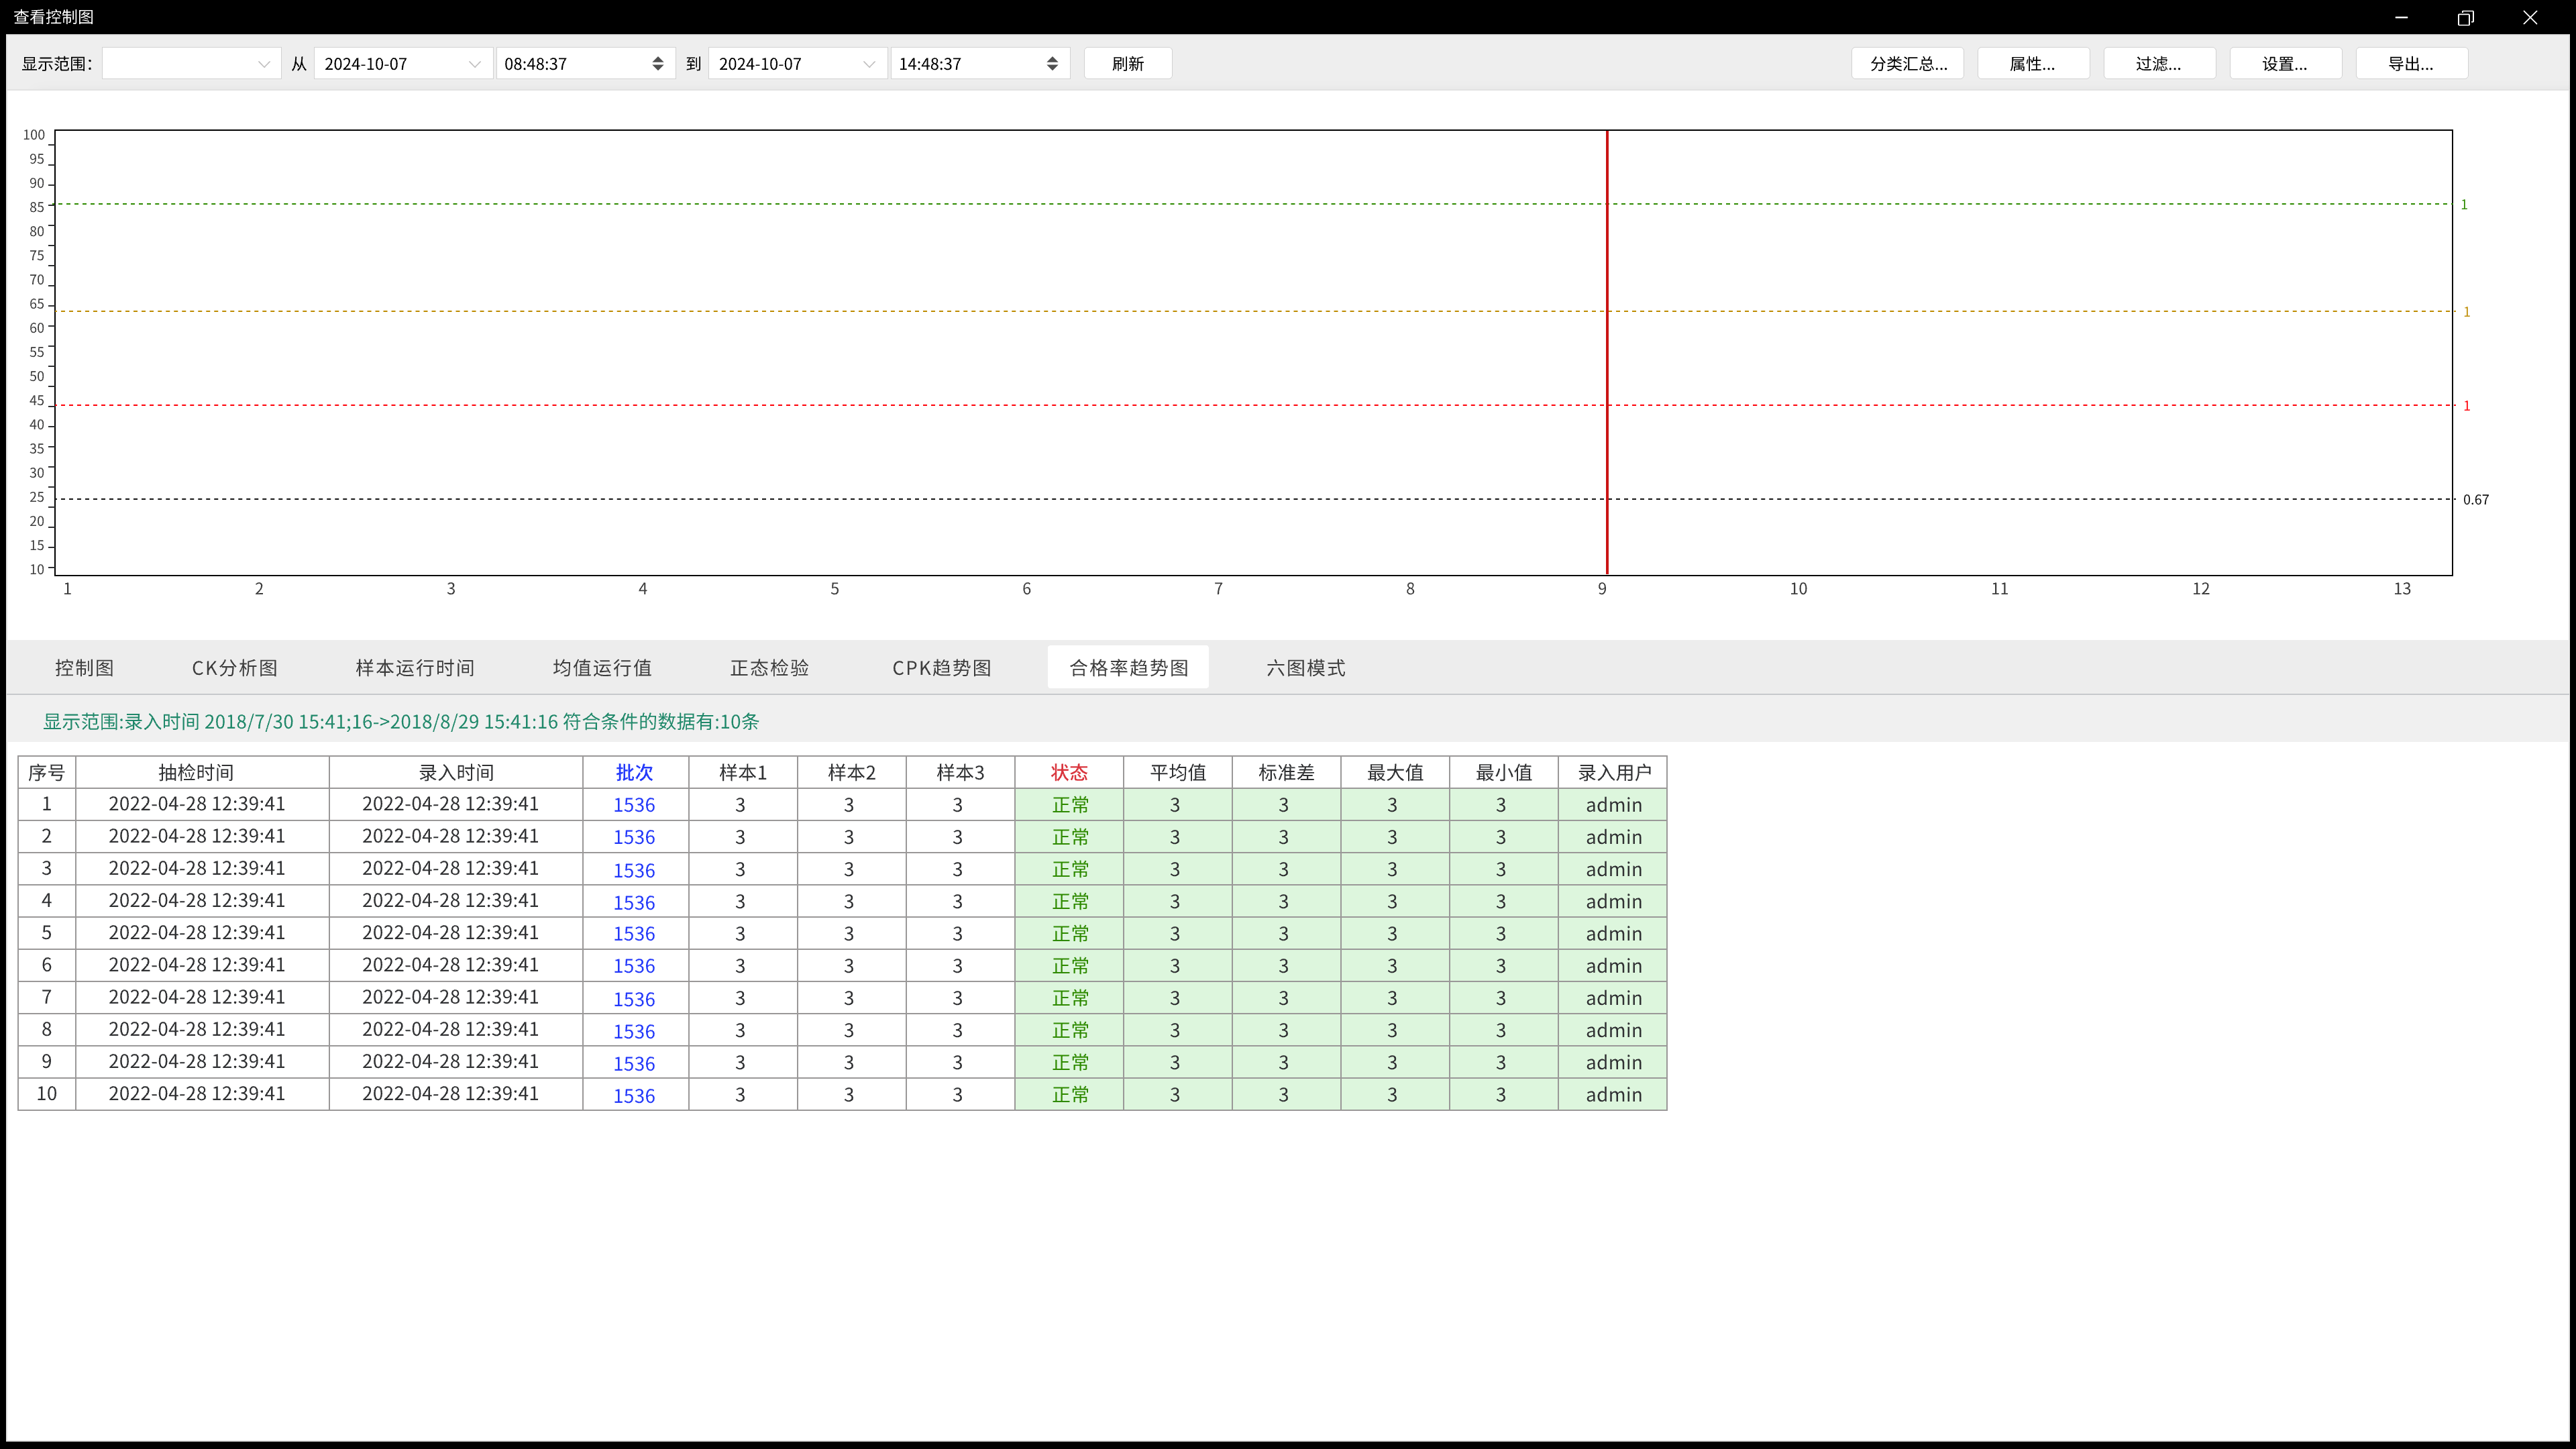 查看控制图
显示范围: 从 2024-10-07 08:48:37 到 2024-10-07 14:48:37 刷新 分类汇总... 属性... 过滤... 设置... 导出...
100
95
90
85
80
75
70
65
60
55
50
45
40
35
30
25
20
15
10
1
1
1
0.67
1 2 3 4 5 6 7 8 9 10 11 12 13
控制图 CK分析图 样本运行时间 均值运行值 正态检验 CPK趋势图 合格率趋势图 六图模式
显示范围:录入时间 2018/7/30 15:41;16->2018/8/29 15:41:16 符合条件的数据有:10条
序号 抽检时间 录入时间 批次 样本1 样本2 样本3 状态 平均值 标准差 最大值 最小值 录入用户
1 2022-04-28 12:39:41 2022-04-28 12:39:41 1536 3 3 3 正常 3 3 3 3 admin
2 2022-04-28 12:39:41 2022-04-28 12:39:41 1536 3 3 3 正常 3 3 3 3 admin
3 2022-04-28 12:39:41 2022-04-28 12:39:41 1536 3 3 3 正常 3 3 3 3 admin
4 2022-04-28 12:39:41 2022-04-28 12:39:41 1536 3 3 3 正常 3 3 3 3 admin
5 2022-04-28 12:39:41 2022-04-28 12:39:41 1536 3 3 3 正常 3 3 3 3 admin
6 2022-04-28 12:39:41 2022-04-28 12:39:41 1536 3 3 3 正常 3 3 3 3 admin
7 2022-04-28 12:39:41 2022-04-28 12:39:41 1536 3 3 3 正常 3 3 3 3 admin
8 2022-04-28 12:39:41 2022-04-28 12:39:41 1536 3 3 3 正常 3 3 3 3 admin
9 2022-04-28 12:39:41 2022-04-28 12:39:41 1536 3 3 3 正常 3 3 3 3 admin
10 2022-04-28 12:39:41 2022-04-28 12:39:41 1536 3 3 3 正常 3 3 3 3 admin